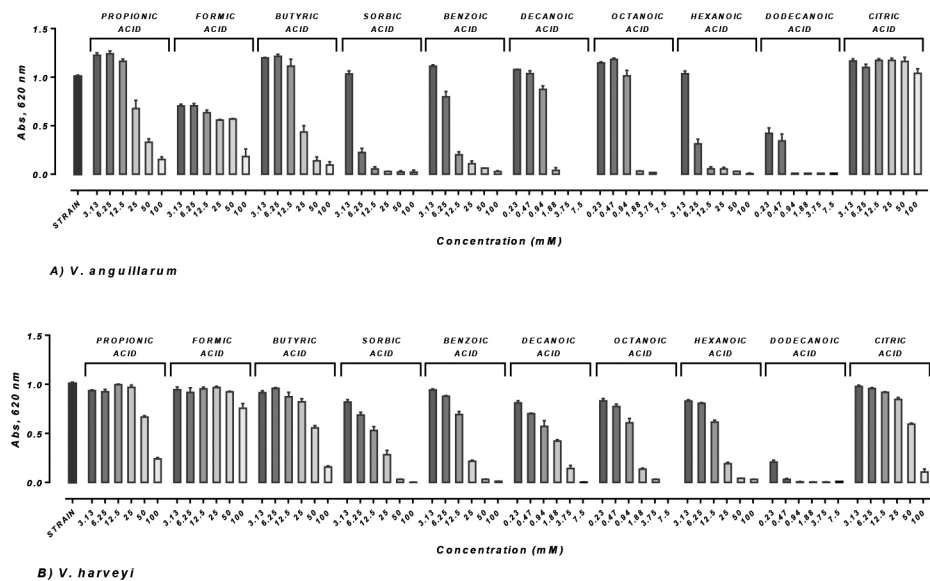 PROPIONIC ACID FORMIC ACID BUTYRIC ACID SORBIC ACID BENZOIC ACID DECANOIC ACID OCTANOIC ACID HEXANOIC ACID DODECANOIC ACID CITRIC ACID
Abs, 620 nm
1.5
1.0
0.5
0.0
STRAIN 3.13 6.25 12.5 25 50 100 3.13 6.25 12.5 25 50 100 3.13 6.25 12.5 25 50 100 3.13 6.25 12.5 25 50 100 3.13 6.25 12.5 25 50 100 0.23 0.47 0.94 1.88 3.75 7.5 0.23 0.47 0.94 1.88 3.75 7.5 3.13 6.25 12.5 25 50 100 0.23 0.47 0.94 1.88 3.75 7.5 3.13 6.25 12.5 25 50 100
Concentration (mM)
A) V. anguillarum
PROPIONIC ACID FORMIC ACID BUTYRIC ACID SORBIC ACID BENZOIC ACID DECANOIC ACID OCTANOIC ACID HEXANOIC ACID DODECANOIC ACID CITRIC ACID
Abs, 620 nm
1.5
1.0
0.5
0.0
STRAIN 3.13 6.25 12.5 25 50 100 3.13 6.25 12.5 25 50 100 3.13 6.25 12.5 25 50 100 3.13 6.25 12.5 25 50 100 3.13 6.25 12.5 25 50 100 0.23 0.47 0.94 1.88 3.75 7.5 0.23 0.47 0.94 1.88 3.75 7.5 3.13 6.25 12.5 25 50 100 0.23 0.47 0.94 1.88 3.75 7.5 3.13 6.25 12.5 25 50 100
Concentration (mM)
B) V. harveyi